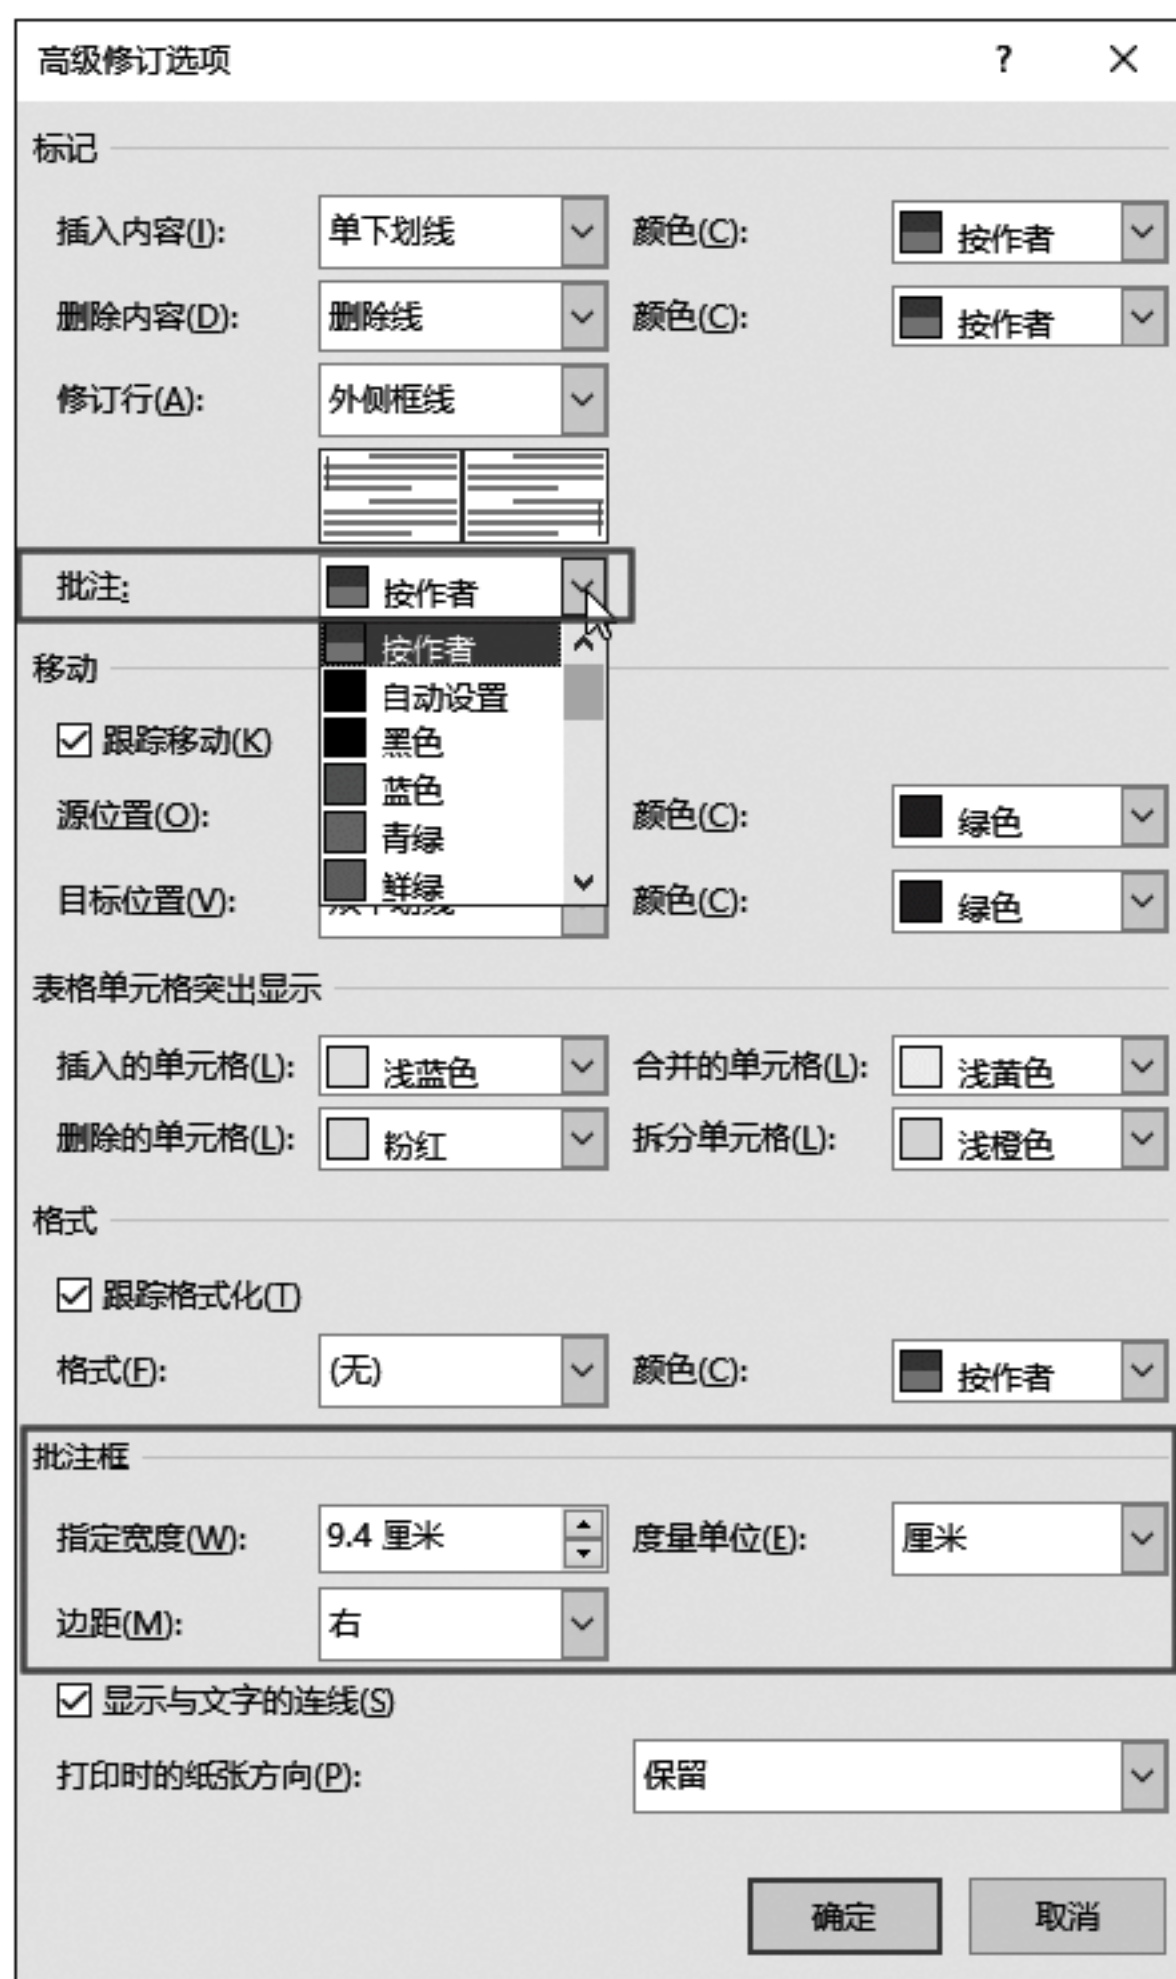 高级修订选项 ? ×
标记
插入内容(I): 单下划线 颜色(C): 按作者
删除内容(D): 删除线 颜色(C): 按作者
修订行(A): 外侧框线
批注: 按作者
按作者
自动设置
黑色
蓝色
青绿
鲜绿
移动
跟踪移动(K)
源位置(O): 颜色(C): 绿色
目标位置(V): 颜色(C): 绿色
表格单元格突出显示
插入的单元格(L): 浅蓝色 合并的单元格(L): 浅黄色
删除的单元格(L): 粉红 拆分单元格(L): 浅橙色
格式
跟踪格式化(T)
格式(F): (无) 颜色(C): 按作者
批注框
指定宽度(W): 9.4 厘米 度量单位(E): 厘米
边距(M): 右
显示与文字的连线(S)
打印时的纸张方向(P): 保留
确定 取消